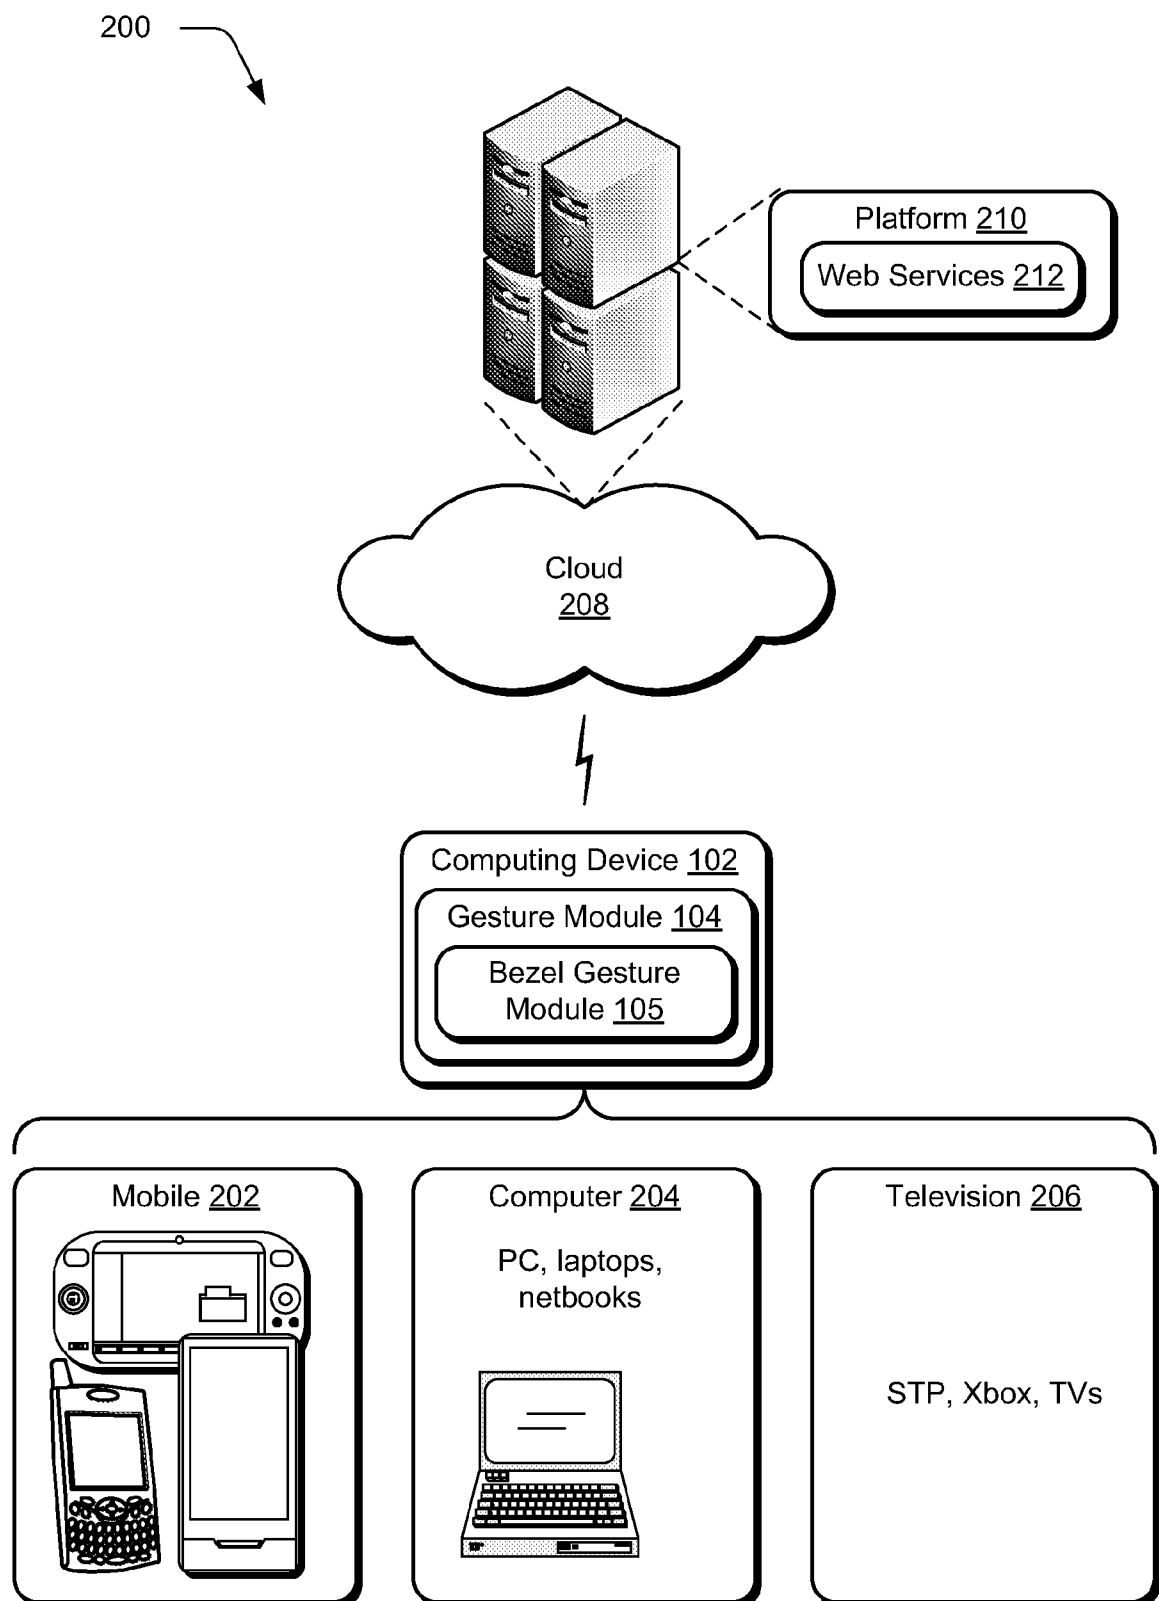 200
Platform 210
Web Services 212
Cloud
208
Computing Device 102
Gesture Module 104
Bezel Gesture
Module 105
Mobile 202
Computer 204
PC, laptops,
netbooks
Television 206
STP, Xbox, TVs